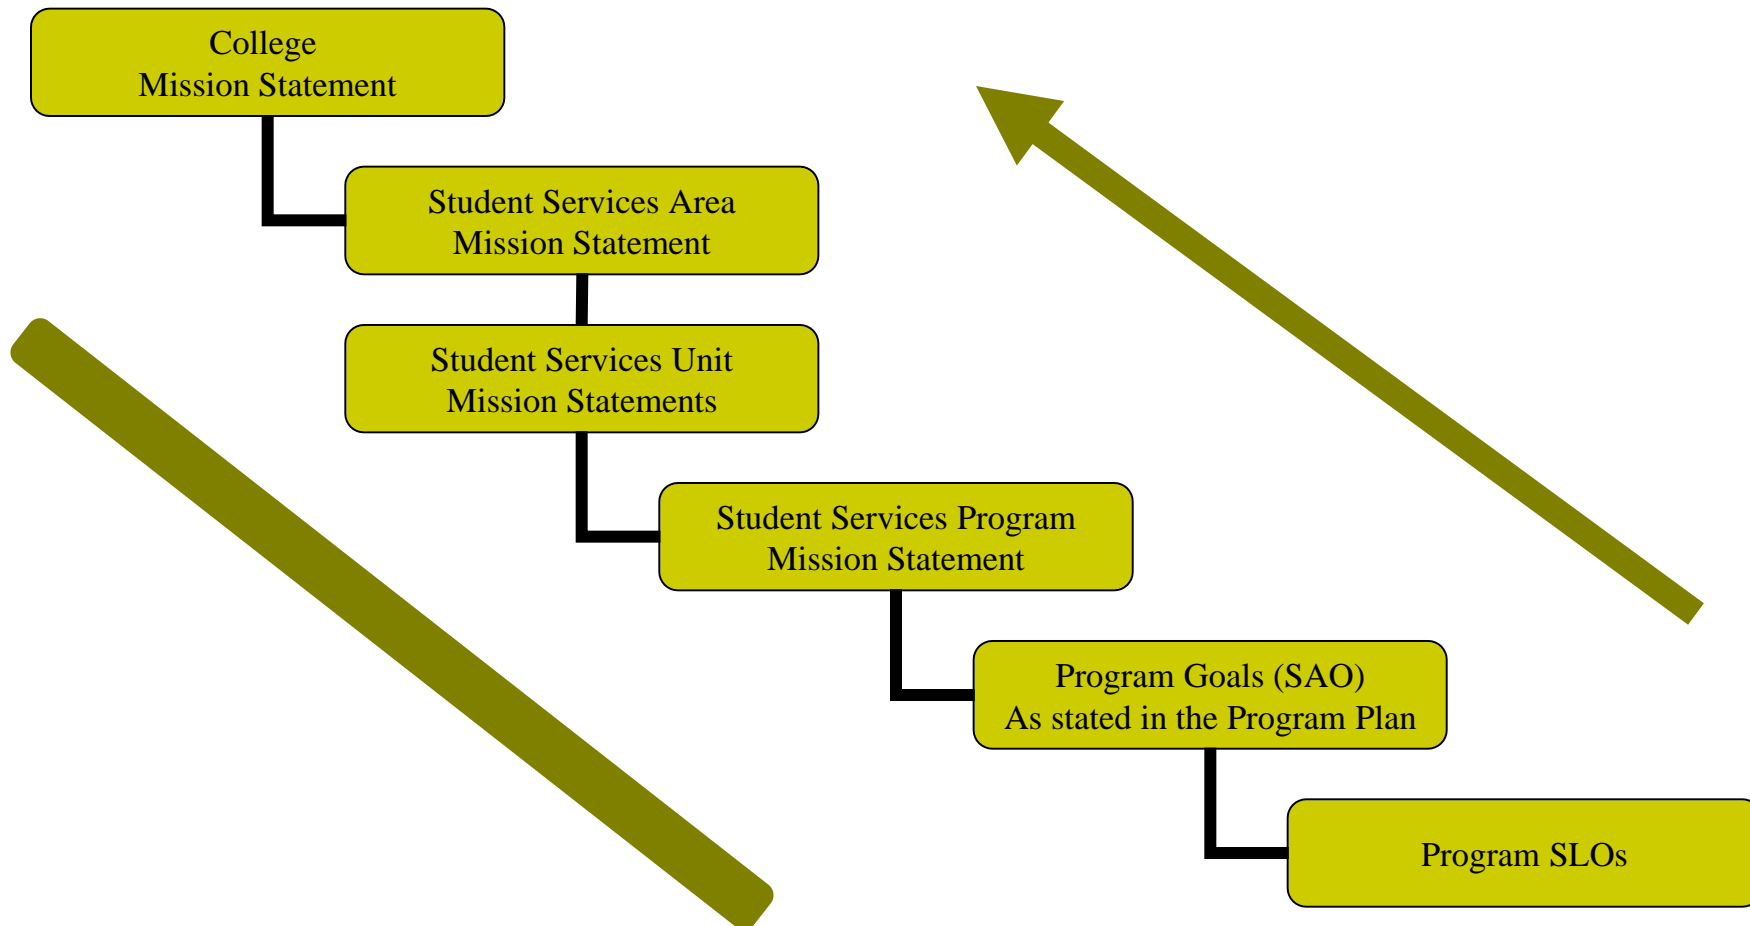 College
Mission Statement
Student Services Area
Mission Statement
Student Services Unit
Mission Statements
Student Services Program
Mission Statement
Program Goals (SAO)
As stated in the Program Plan
Program SLOs